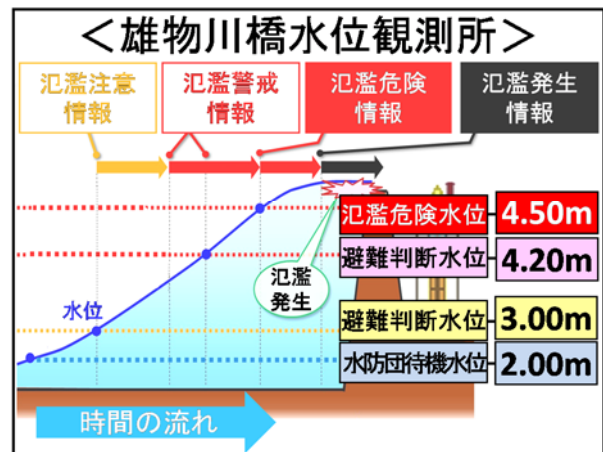 ＜雄物川橋水位観測所＞
氾濫注意
情報
氾濫警戒
情報
氾濫危険
情報
氾濫発生
情報
氾濫危険水位 4.50m
避難判断水位 4.20m
氾濫
発生
水位
避難判断水位 3.00m
水防団待機水位 2.00m
時間の流れ